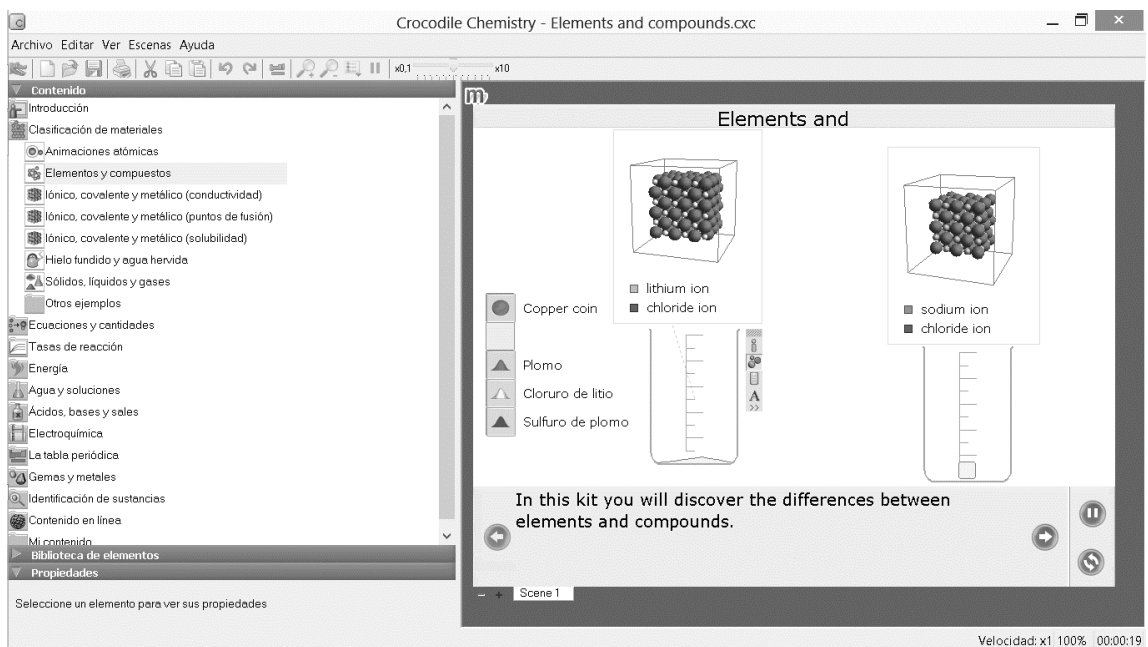 Crocodile Chemistry - Elements and compounds.cxc
Archivo Editar Ver Escenas Ayuda
x0,1 x10
Contenido
Introducción
Clasificación de materiales
Animaciones atómicas
Elementos y compuestos
Iónico, covalente y metálico (conductividad)
Iónico, covalente y metálico (puntos de fusión)
Iónico, covalente y metálico (solubilidad)
Hielo fundido y agua hervida
Sólidos, líquidos y gases
Otros ejemplos
Ecuaciones y cantidades
Tasas de reacción
Energía
Agua y soluciones
Ácidos, bases y sales
Electroquímica
La tabla periódica
Gemas y metales
Identificación de sustancias
Contenido en línea
Mi contenido
Biblioteca de elementos
Propiedades
Seleccione un elemento para ver sus propiedades
m
Elements and
lithium ion
chloride ion
sodium ion
chloride ion
Copper coin
Plomo
Cloruro de litio
Sulfuro de plomo
A
>>
In this kit you will discover the differences between
elements and compounds.
- + Scene 1
Velocidad: x1 100% 00:00:19